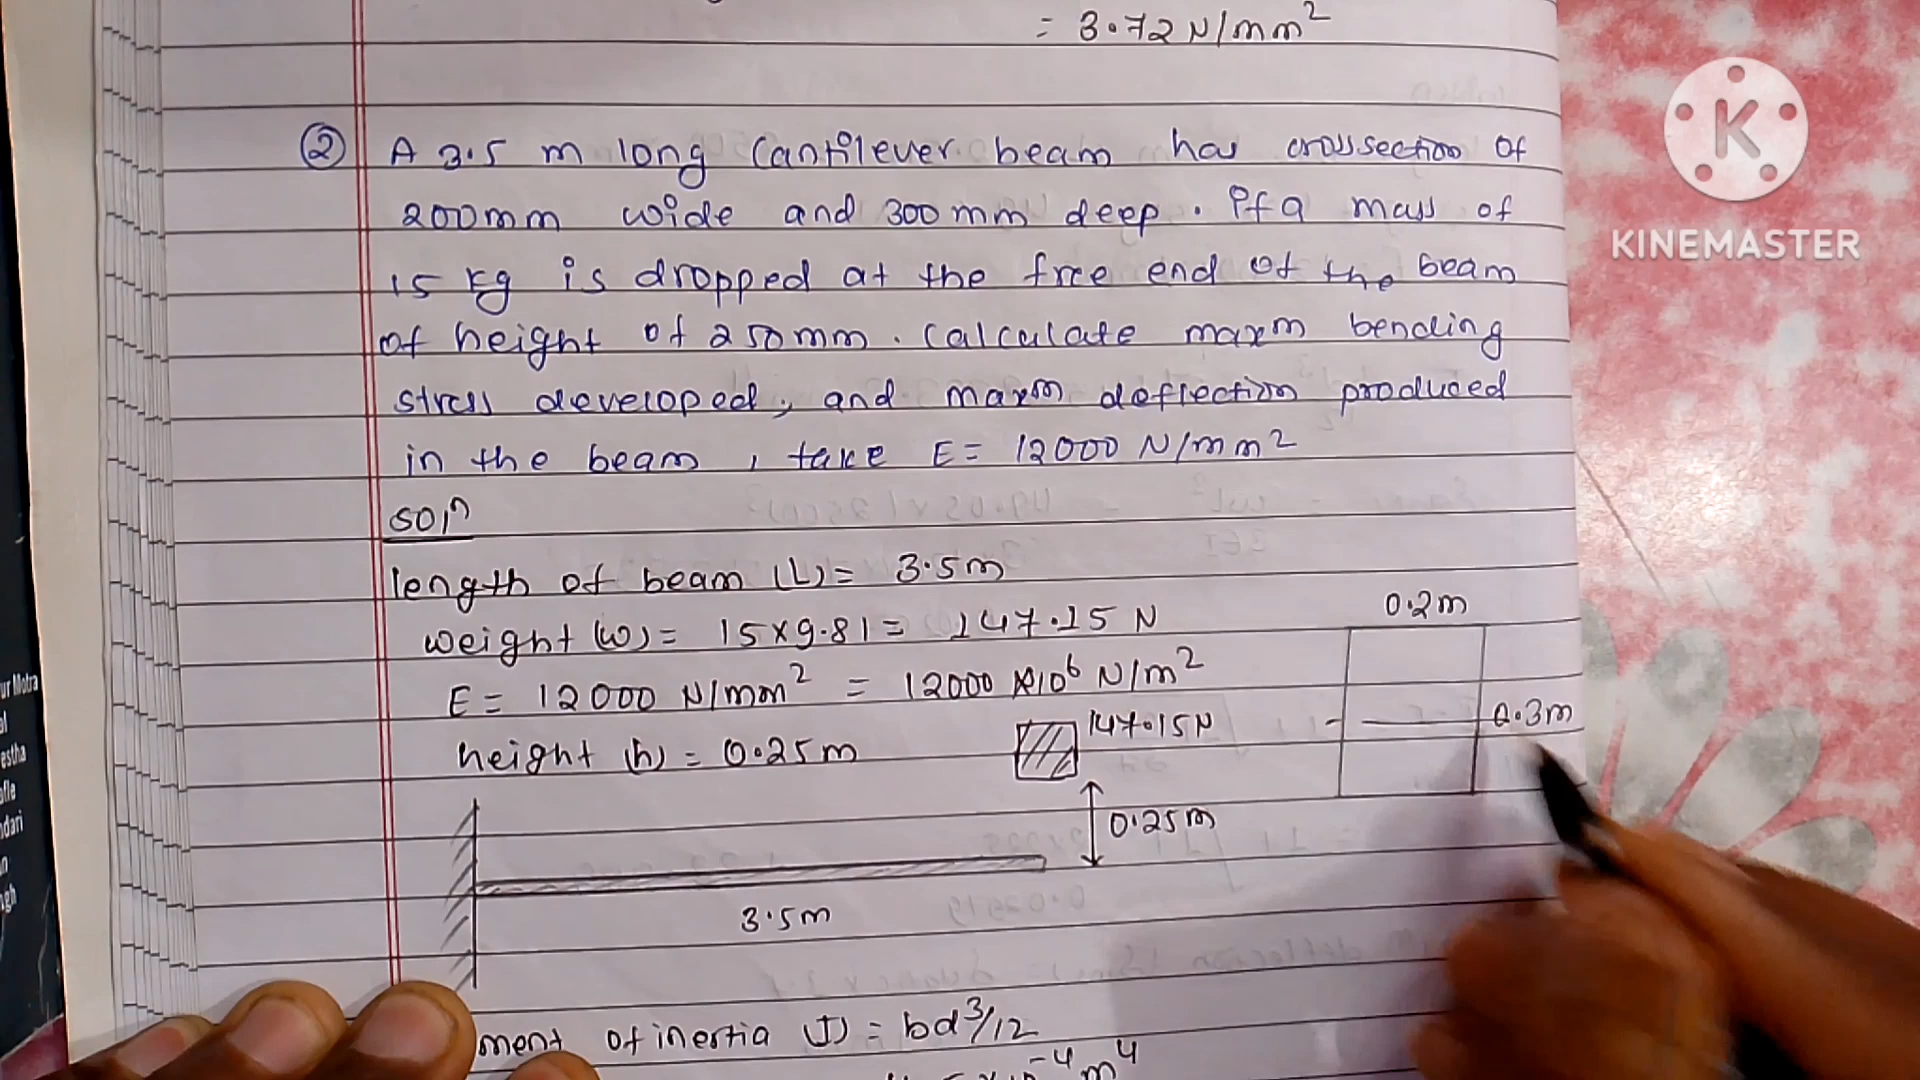 = 3.72 N/mm²
② A 3.5 m long cantilever beam has crossection of
200mm wide and 300mm deep. If a mass of
15 kg is dropped at the free end of the beam
of height of 250mm. Calculate maxm bending
stress developed, and maxm deflection produced
in the beam, take E = 12000 N/mm²
solⁿ
length of beam (L) = 3.5m
weight (w) = 15×9.81 = 147.15 N
E = 12000 N/mm² = 12000 ×10⁶ N/m²
height (h) = 0.25m
147.15N
0.25m
3.5m
0.2m
0.3m
ment of inertia (I) = bd³/12
KINEMASTER
K